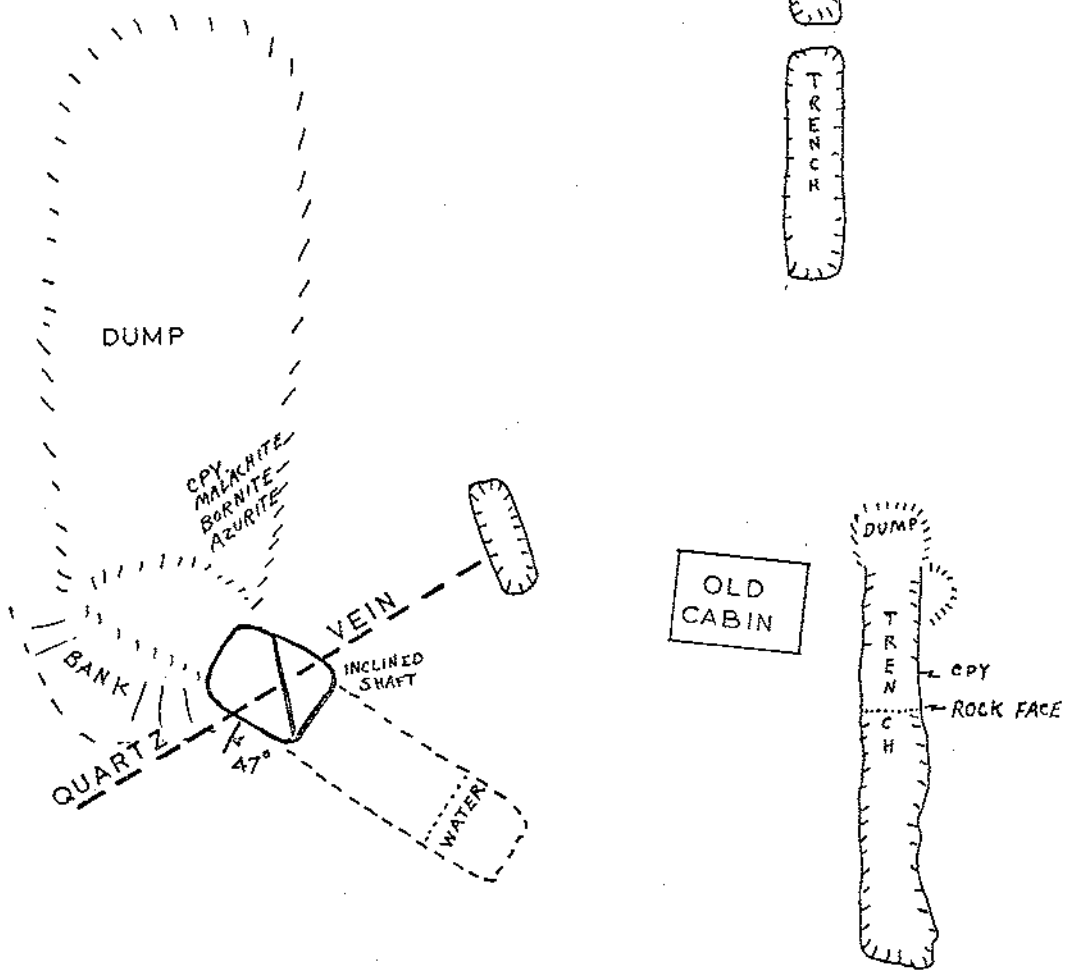 TRENCH
DUMP
CPY.
MALACHITE
BORNITE
AZURITE
DUMP
OLD
CABIN
QUARTZ VEIN
BANK
INCLINED
SHAFT
47°
WATER
TRENCH
CPY
ROCK FACE